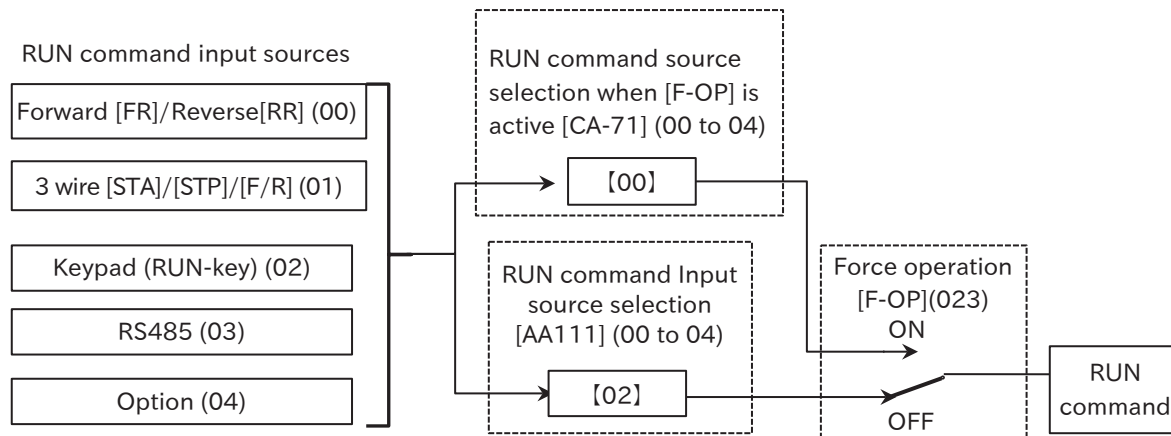 RUN command input sources
Forward [FR]/Reverse[RR] (00)
3 wire [STA]/[STP]/[F/R] (01)
Keypad (RUN-key) (02)
RS485 (03)
Option (04)
RUN command source
selection when [F-OP] is
active [CA-71] (00 to 04)
【00】
RUN command Input
source selection
[AA111] (00 to 04)
【02】
Force operation
[F-OP](023)
ON
OFF
RUN
command